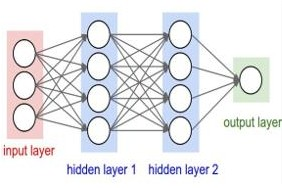 input layer
hidden layer 1
hidden layer 2
output layer